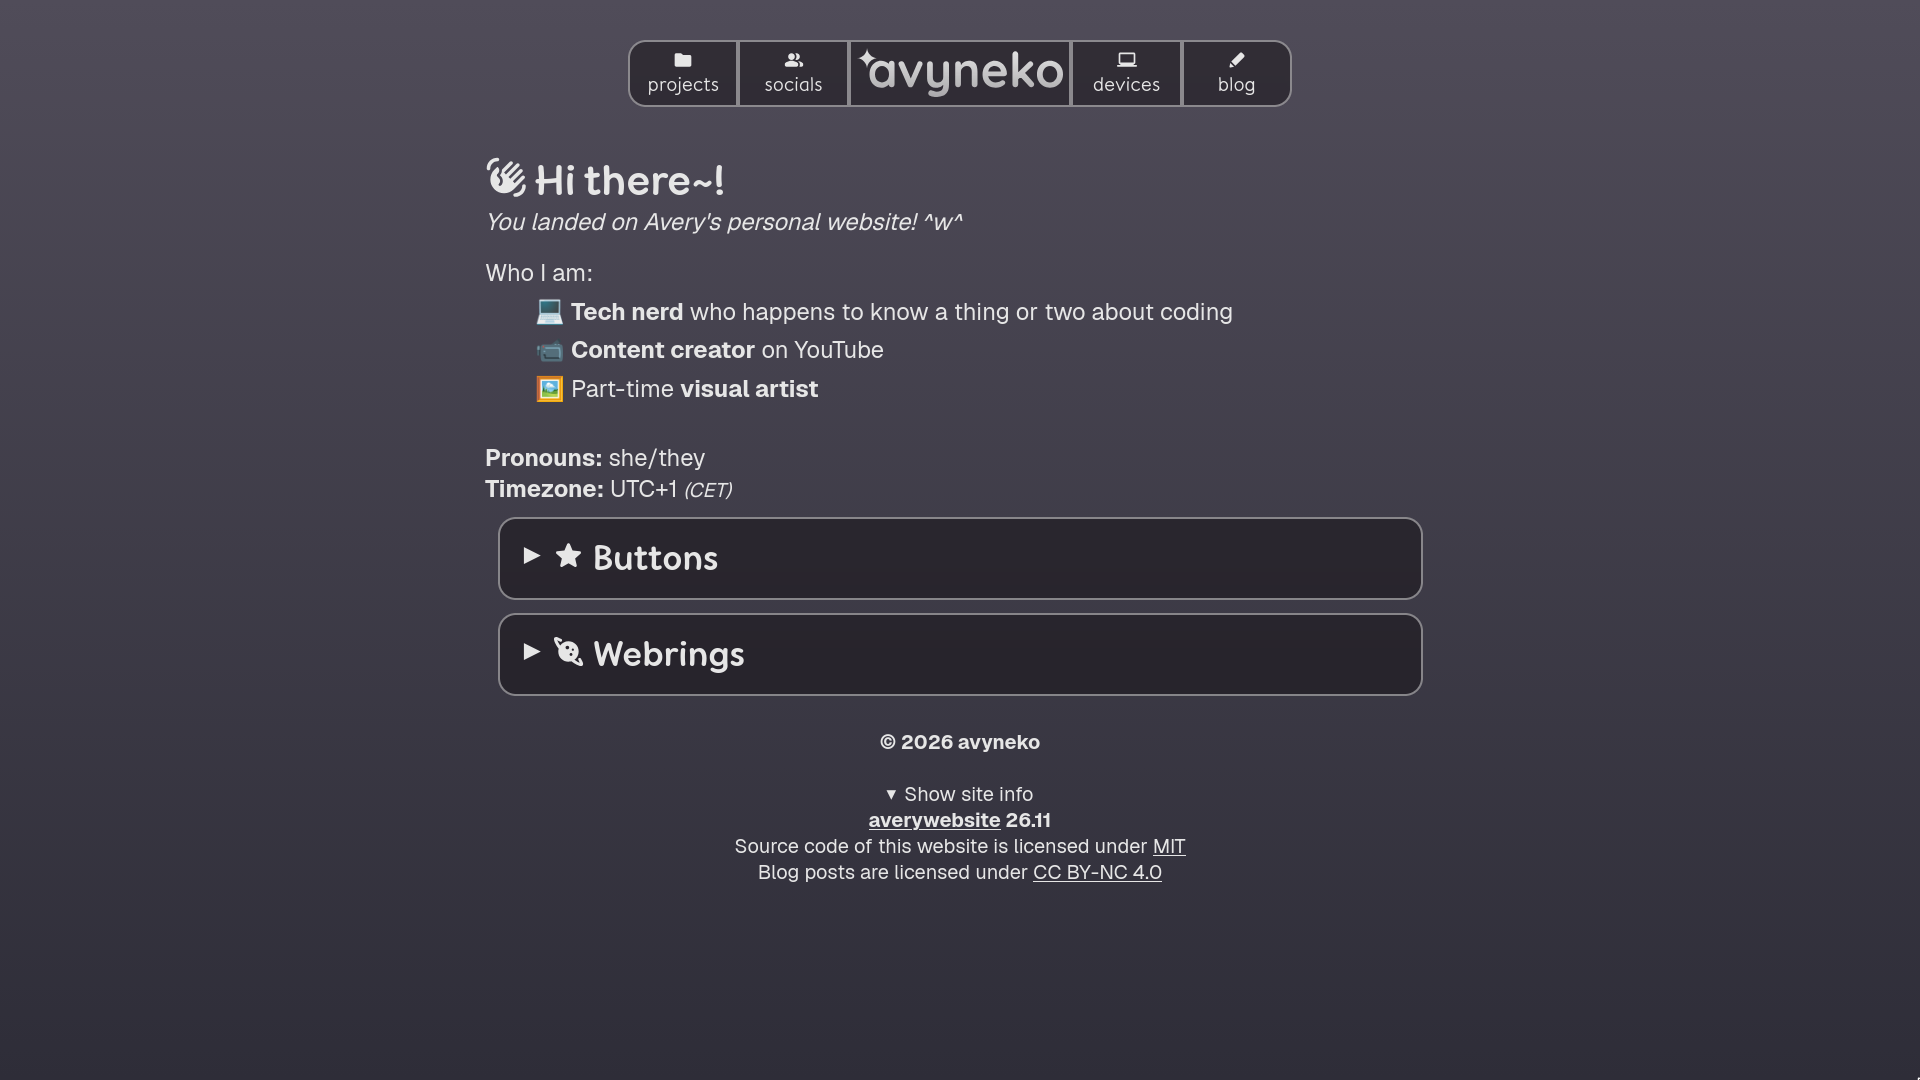 projects
socials
avyneko
devices
blog
Hi there~!
You landed on Avery's personal website! ^w^
Who I am:
💻 Tech nerd who happens to know a thing or two about coding
📹 Content creator on YouTube
🖼️ Part-time visual artist
Pronouns: she/they
Timezone: UTC+1 (CET)
▶ Buttons
▶ Webrings
© 2026 avyneko
▼ Show site info
averywebsite 26.11
Source code of this website is licensed under MIT
Blog posts are licensed under CC BY-NC 4.0